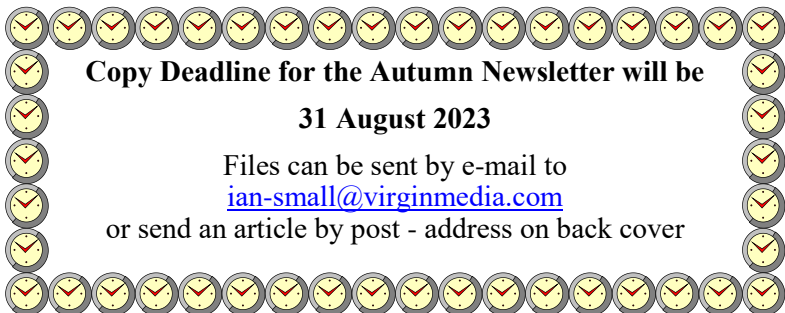 Copy Deadline for the Autumn Newsletter will be
31 August 2023
Files can be sent by e-mail to
ian-small@virginmedia.com
or send an article by post - address on back cover